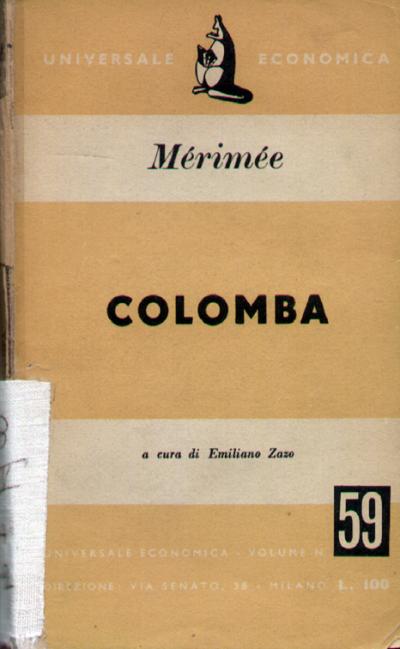 UNIVERSALE ECONOMICA
Mérimée
COLOMBA
a cura di Emiliano Zazo
59
UNIVERSALE ECONOMICA - VOLUME N
DIREZIONE: VIA SENATO, 38 - MILANO L. 100